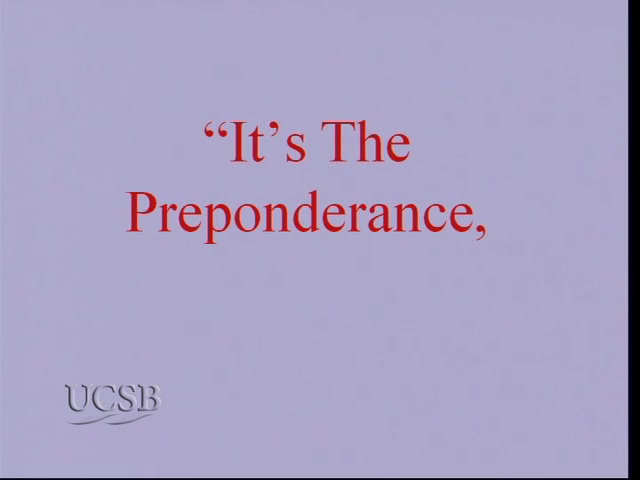 “It’s The
Preponderance,
UCSB